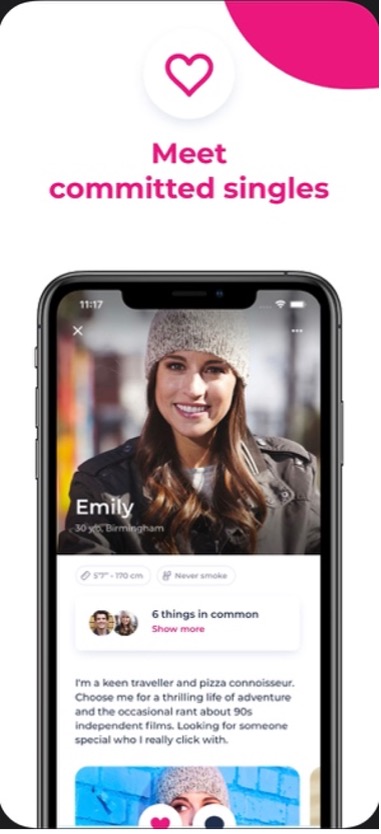 Meet
committed singles
11:17
Emily
30 y/o, Birmingham
5'7" - 170 cm
Never smoke
6 things in common
Show more
I'm a keen traveller and pizza connoisseur.
Choose me for a thrilling life of adventure
and the occasional rant about 90s
independent films. Looking for someone
special who I really click with.